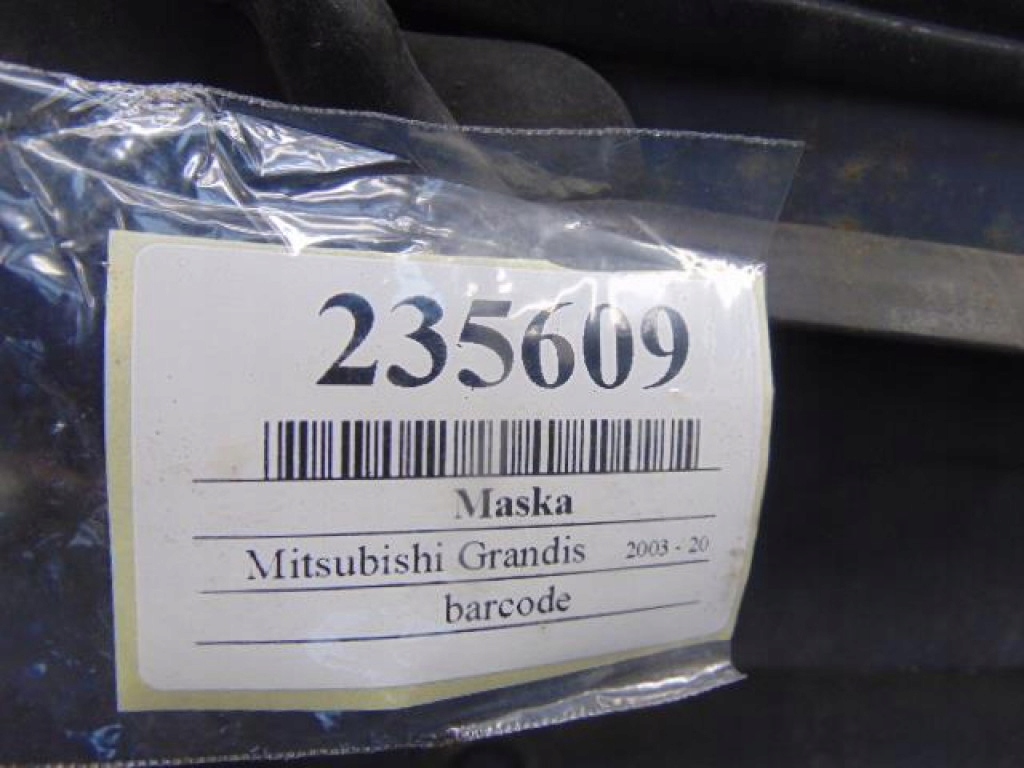 235609
Maska
Mitsubishi Grandis 2003 - 20
barcode